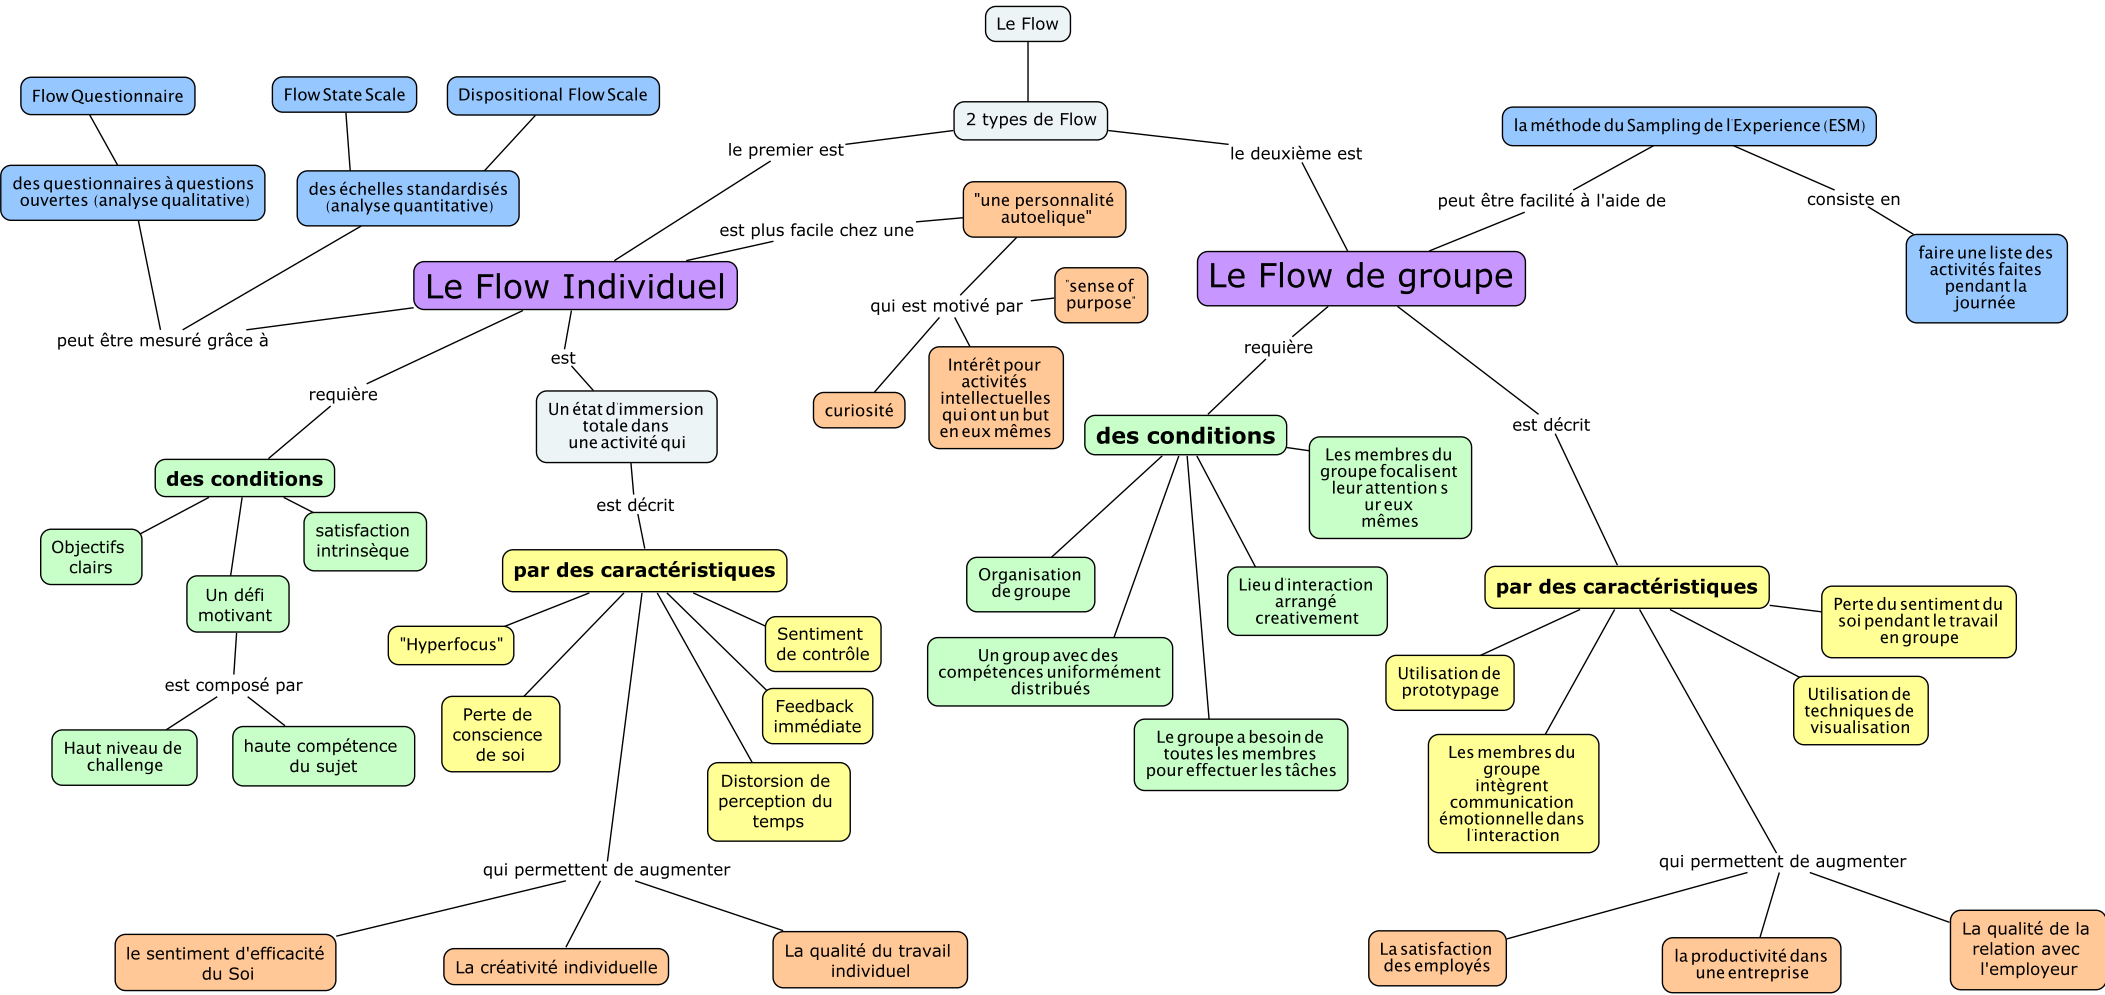 Le Flow
2 types de Flow
le premier est
le deuxième est
Flow Questionnaire
Flow State Scale
Dispositional Flow Scale
des questionnaires à questions
ouvertes (analyse qualitative)
des échelles standardisés
(analyse quantitative)
peut être mesuré grâce à
Le Flow Individuel
est plus facile chez une
"une personnalité
autoelique"
qui est motivé par
"sense of
purpose"
curiosité
Intérêt pour
activités
intellectuelles
qui ont un but
en eux mêmes
requière
des conditions
Objectifs
clairs
satisfaction
intrinsèque
Un défi
motivant
est composé par
Haut niveau de
challenge
haute compétence
du sujet
est
Un état d'immersion
totale dans
une activité qui
est décrit
par des caractéristiques
"Hyperfocus"
Perte de
conscience
de soi
Sentiment
de contrôle
Feedback
immédiate
Distorsion de
perception du
temps
qui permettent de augmenter
le sentiment d'efficacité
du Soi
La créativité individuelle
La qualité du travail
individuel
la méthode du Sampling de l'Experience (ESM)
peut être facilité à l'aide de
consiste en
faire une liste des
activités faites
pendant la
journée
Le Flow de groupe
requière
des conditions
Les membres du
groupe focalisent
leur attention s
ur eux
mêmes
Organisation
de groupe
Lieu d'interaction
arrangé
creativement
Un group avec des
compétences uniformément
distribués
Le groupe a besoin de
toutes les membres
pour effectuer les tâches
est décrit
par des caractéristiques
Perte du sentiment du
soi pendant le travail
en groupe
Utilisation de
prototypage
Utilisation de
techniques de
visualisation
Les membres du
groupe
intègrent
communication
émotionnelle dans
l'interaction
qui permettent de augmenter
La satisfaction
des employés
la productivité dans
une entreprise
La qualité de la
relation avec
l'employeur